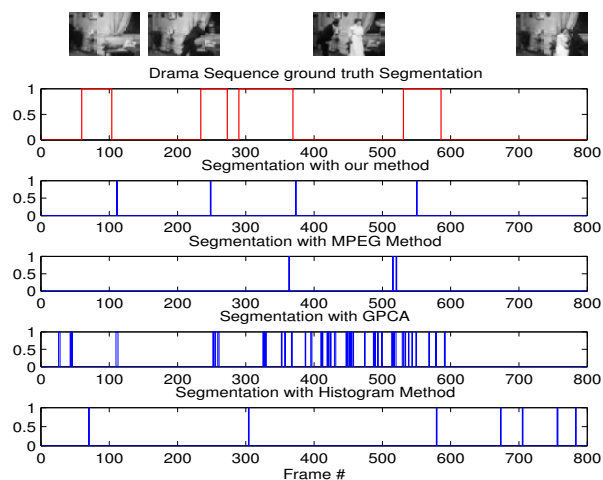 Drama Sequence ground truth Segmentation
1
0.5
0
0 100 200 300 400 500 600 700 800
Segmentation with our method
1
0.5
0
0 100 200 300 400 500 600 700 800
Segmentation with MPEG Method
1
0.5
0
0 100 200 300 400 500 600 700 800
Segmentation with GPCA
1
0.5
0
0 100 200 300 400 500 600 700 800
Segmentation with Histogram Method
1
0.5
0
0 100 200 300 400 500 600 700 800
Frame #